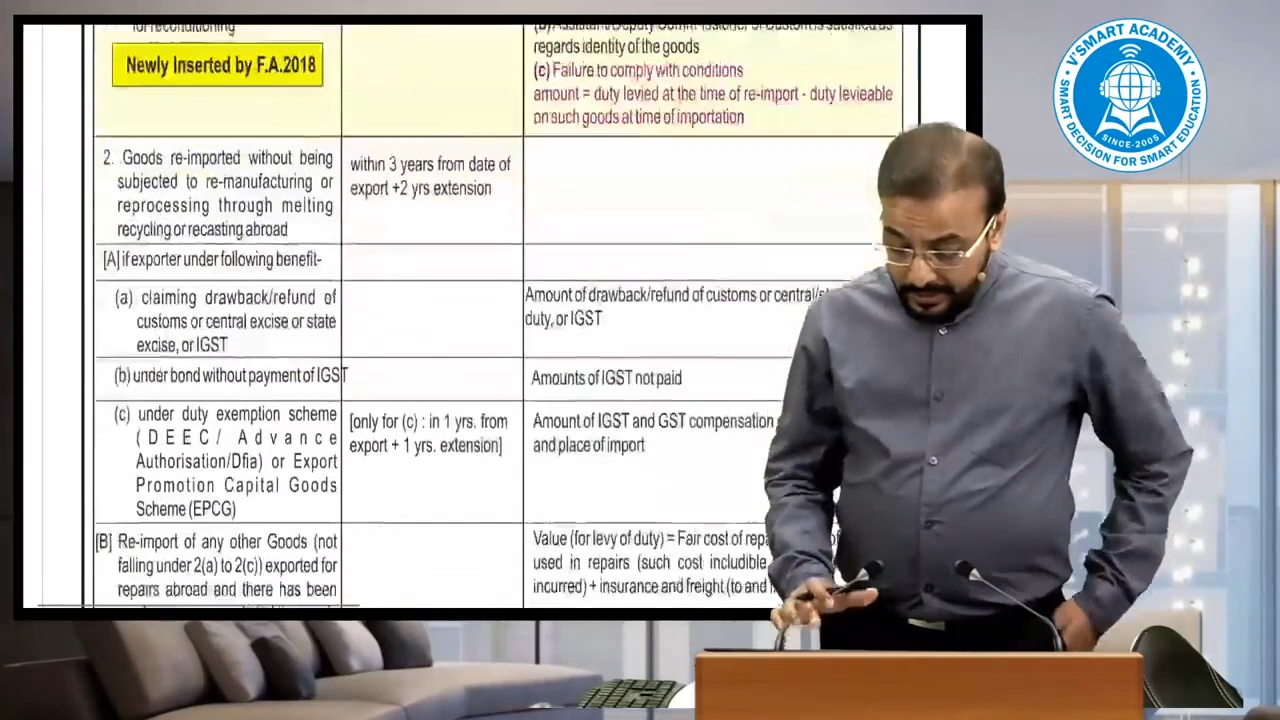 for reconditioning
Newly Inserted by F.A.2018
regards identity of the goods
(c) Failure to comply with conditions
amount = duty levied at the time of re-import - duty levieable
on such goods at time of importation
2. Goods re-imported without being
subjected to re-manufacturing or
reprocessing through melting
recycling or recasting abroad
within 3 years from date of
export +2 yrs extension
[A] if exporter under following benefit-
(a) claiming drawback/refund of
customs or central excise or state
excise, or IGST
Amount of drawback/refund of customs or central/
duty, or IGST
(b) under bond without payment of IGST
Amounts of IGST not paid
(c) under duty exemption scheme
(DEEC/ Advance
Authorisation/Dfia) or Export
Promotion Capital Goods
Scheme (EPCG)
[only for (c) : in 1 yrs. from
export + 1 yrs. extension]
Amount of IGST and GST compensation
and place of import
[B] Re-import of any other Goods (not
falling under 2(a) to 2(c)) exported for
repairs abroad and there has been
Value (for levy of duty) = Fair cost of
used in repairs (such cost includible,
incurred) + insurance and freight (to and
V'SMART ACADEMY
SINCE-2005
SMART DECISION FOR SMART EDUCATION